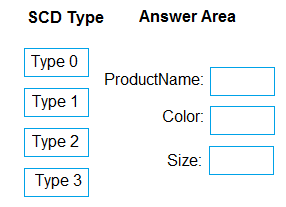 SCD Type
Answer Area
Type 0
ProductName:
Type 1
Color:
Type 2
Size:
Type 3